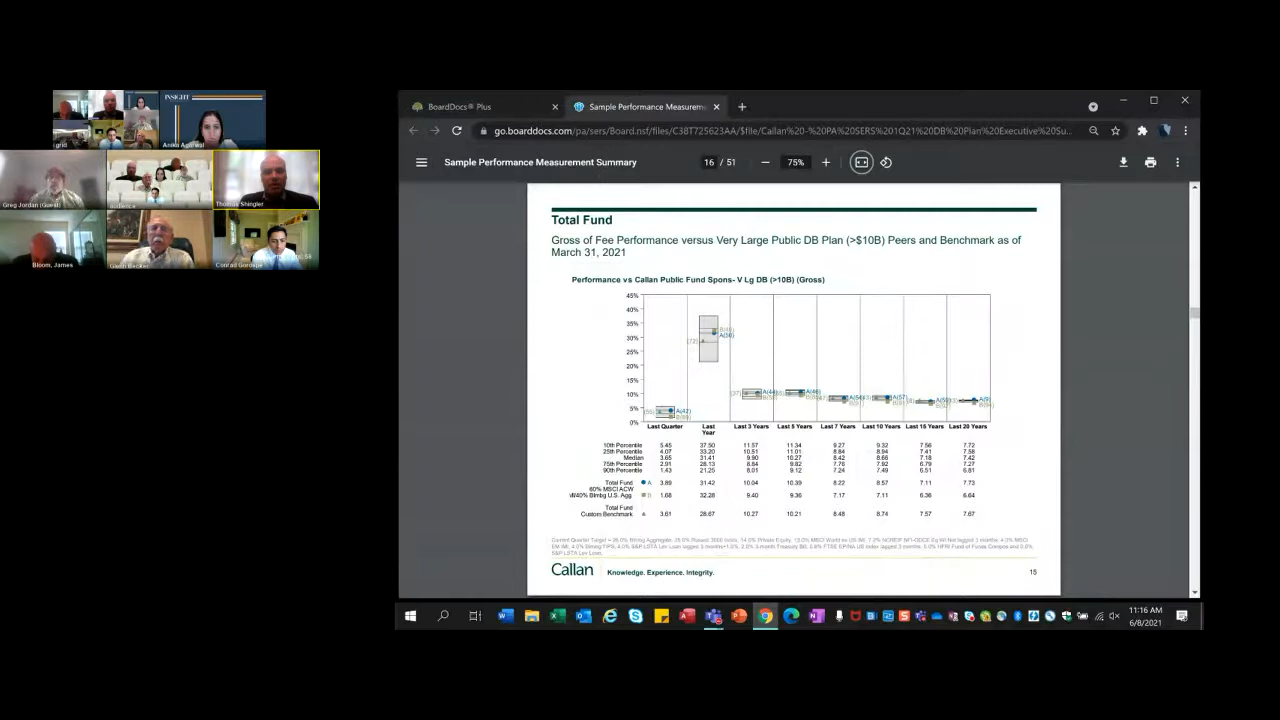 INSIGHT
grid
Anika Agarwal
Greg Jordan (Guest)
Thomas Shingler
Bloom, James
Glenn Becker
Conrad
BoardDocs® Plus
Sample Performance Measurem
go.boarddocs.com/pa/sers/Board.nsf/files/C38T725623AA/$file/Callan%20-%20PA%20SERS%201Q21%20DB%20Plan%20Executive%20Su...
Sample Performance Measurement Summary
16 / 51
75%
Total Fund
Gross of Fee Performance versus Very Large Public DB Plan (>$10B) Peers and Benchmark as of
March 31, 2021
Performance vs Callan Public Fund Spons- V Lg DB (>10B) (Gross)
45%
40%
35%
30%
25%
20%
15%
10%
5%
0%
A(42)
A(50)
(72)
A(44)
A(46)
A(57)
Last Quarter
Last
Year
Last 3 Years
Last 5 Years
Last 7 Years
Last 10 Years
Last 15 Years
Last 20 Years
10th Percentile 5.45 37.50 11.57 11.34 9.27 9.32 7.56 7.72
25th Percentile 4.07 33.20 10.51 11.01 8.84 8.94 7.41 7.58
Median 3.65 31.41 9.90 10.27 8.42 8.66 7.18 7.42
75th Percentile 2.91 28.13 8.84 9.82 7.76 7.92 6.79 7.27
90th Percentile 1.43 21.25 8.01 9.12 7.24 7.49 6.51 6.81
Total Fund A 3.89 31.42 10.04 10.39 8.22 8.57 7.11 7.73
60% MSCI ACW
I/40% Blmbg U.S. Agg B 1.68 32.28 9.40 9.36 7.17 7.11 6.36 6.64
Total Fund
Custom Benchmark 3.61 28.67 10.27 10.21 8.48 8.74 7.57 7.67
Callan
Knowledge. Experience. Integrity.
15
11:16 AM
6/8/2021